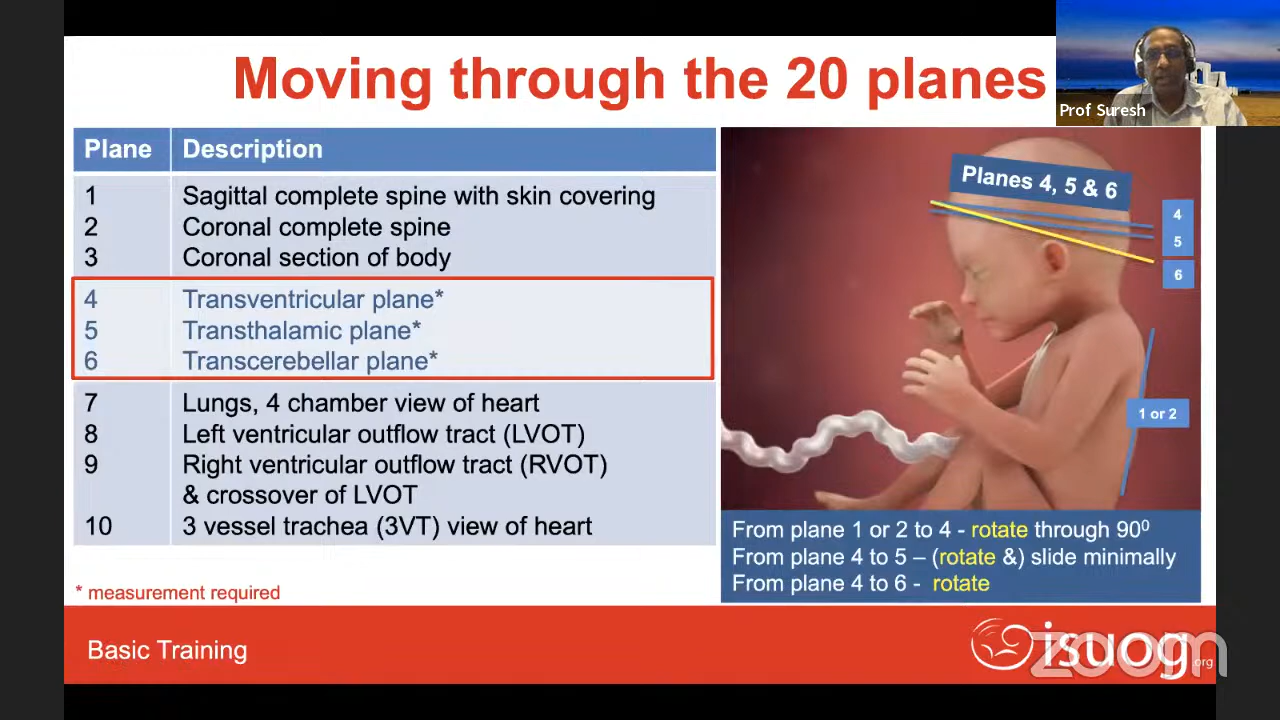 Moving through the 20 planes
Prof Suresh
Plane Description
1 Sagittal complete spine with skin covering
2 Coronal complete spine
3 Coronal section of body
4 Transventricular plane*
5 Transthalamic plane*
6 Transcerebellar plane*
7 Lungs, 4 chamber view of heart
8 Left ventricular outflow tract (LVOT)
9 Right ventricular outflow tract (RVOT)
& crossover of LVOT
10 3 vessel trachea (3VT) view of heart
* measurement required
Planes 4, 5 & 6
4
5
6
1 or 2
From plane 1 or 2 to 4 - rotate through 90⁰
From plane 4 to 5 – (rotate &) slide minimally
From plane 4 to 6 - rotate
Basic Training
isuog.org
zoom